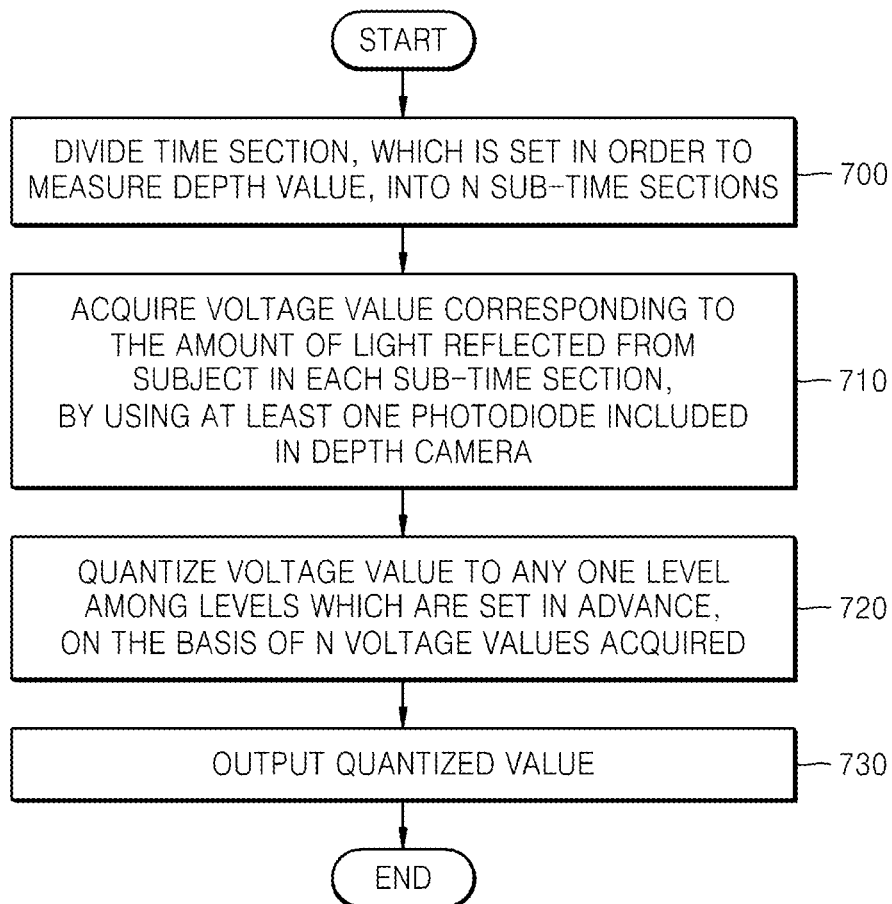 START
DIVIDE TIME SECTION, WHICH IS SET IN ORDER TO
MEASURE DEPTH VALUE, INTO N SUB-TIME SECTIONS
700
ACQUIRE VOLTAGE VALUE CORRESPONDING TO
THE AMOUNT OF LIGHT REFLECTED FROM
SUBJECT IN EACH SUB-TIME SECTION,
BY USING AT LEAST ONE PHOTODIODE INCLUDED
IN DEPTH CAMERA
710
QUANTIZE VOLTAGE VALUE TO ANY ONE LEVEL
AMONG LEVELS WHICH ARE SET IN ADVANCE,
ON THE BASIS OF N VOLTAGE VALUES ACQUIRED
720
OUTPUT QUANTIZED VALUE
730
END